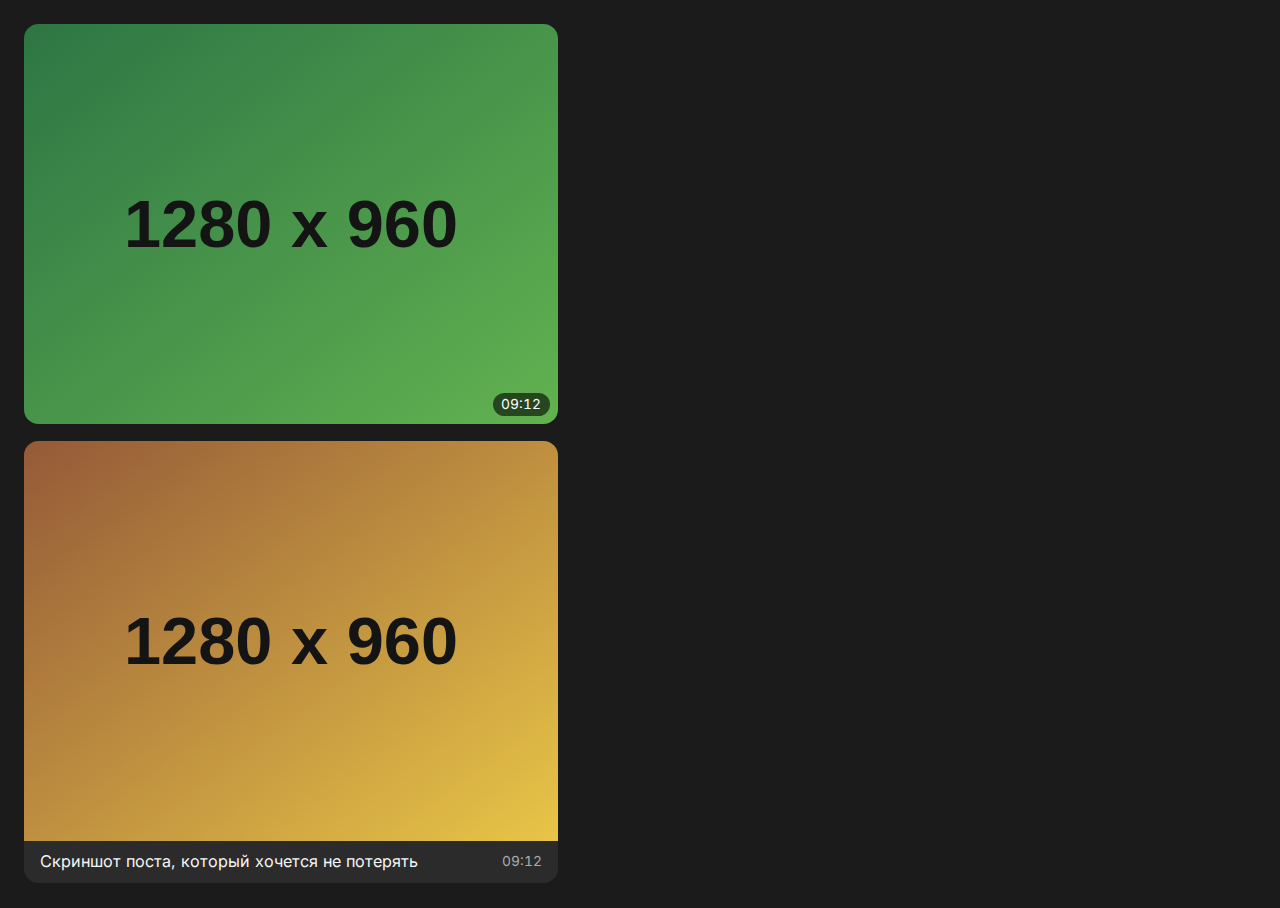 1280 x 960
09:12
1280 x 960
Скриншот поста, который хочется не потерять
09:12